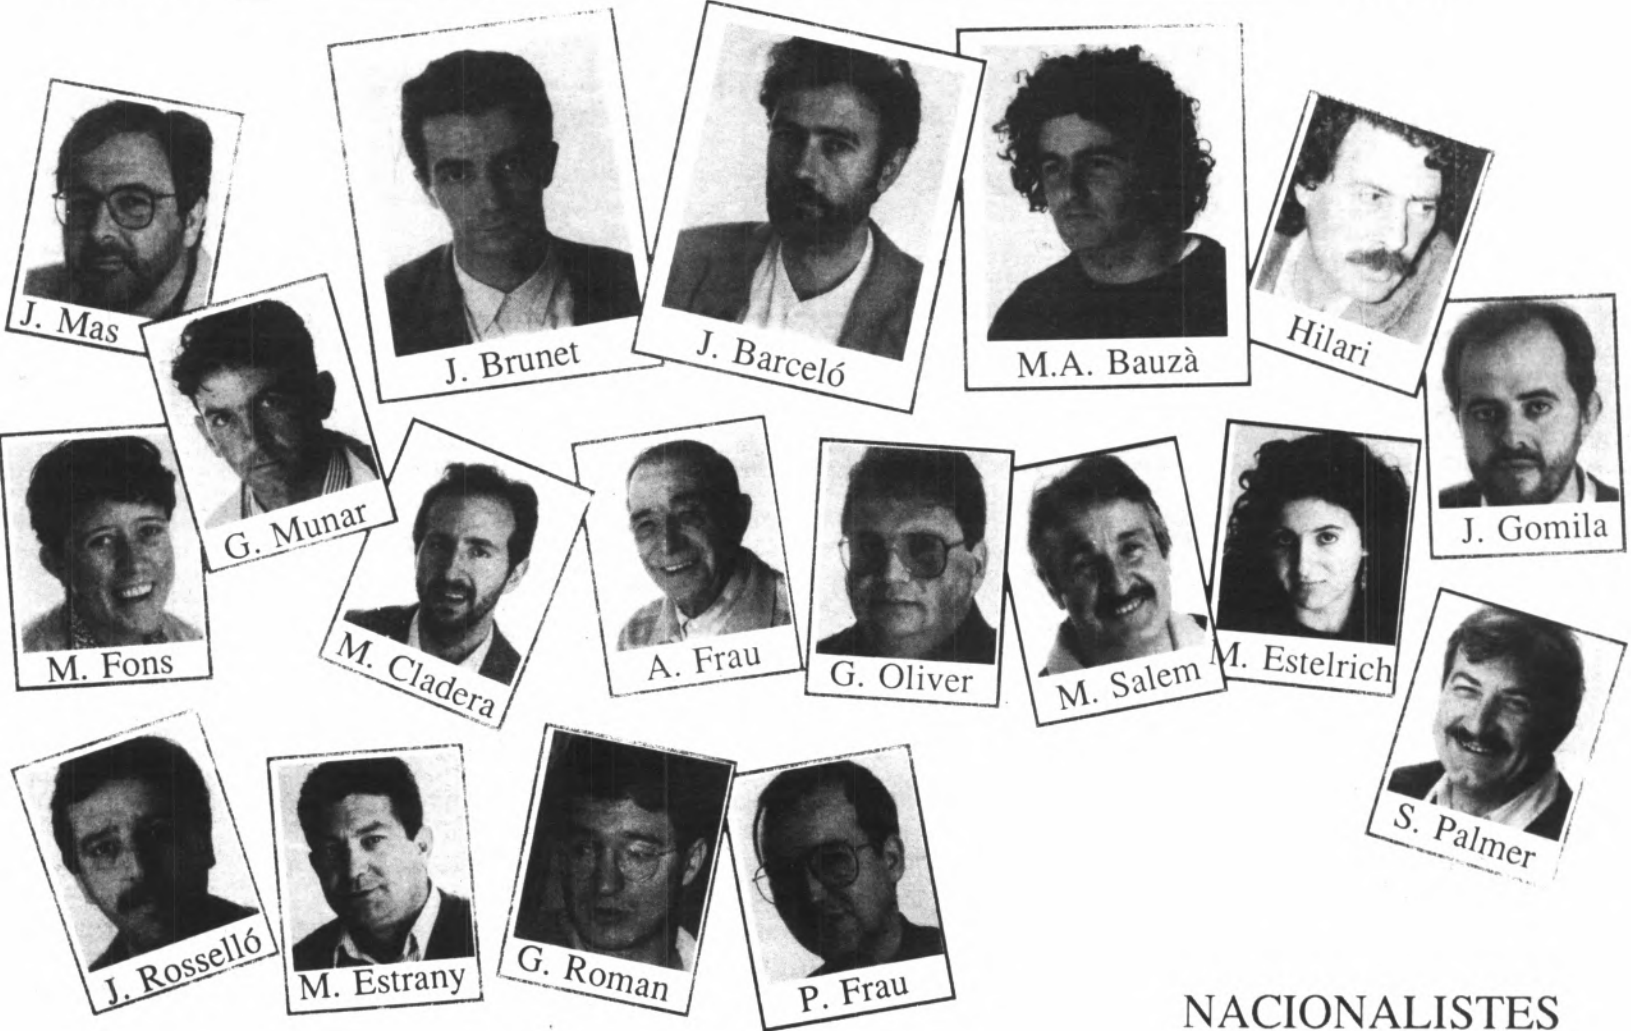 J. Mas
J. Brunet
J. Barceló
M.A. Bauzà
Hilari
G. Munar
J. Gomila
M. Fons
M. Cladera
A. Frau
G. Oliver
M. Salem
M. Estelrich
S. Palmer
J. Rosselló
M. Estrany
G. Roman
P. Frau
NACIONALISTES